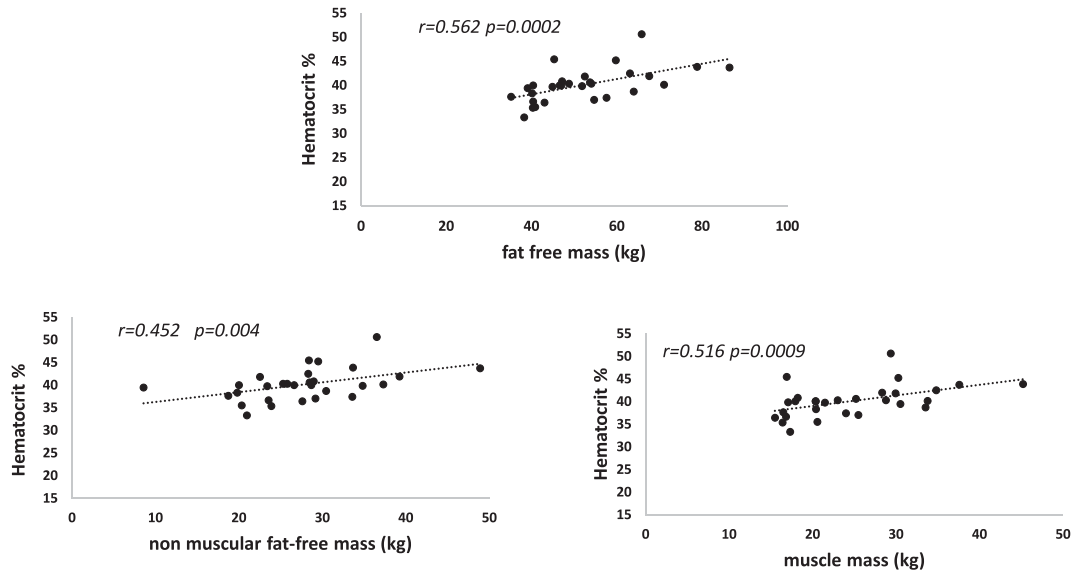 r=0.562 p=0.0002
Hematocrit %
55
50
45
40
35
30
25
20
15
0 20 40 60 80 100
fat free mass (kg)
r=0.452 p=0.004
Hematocrit %
55
50
45
40
35
30
25
20
15
0 10 20 30 40 50
non muscular fat-free mass (kg)
r=0.516 p=0.0009
Hematocrit %
55
50
45
40
35
30
25
20
15
0 10 20 30 40 50
muscle mass (kg)